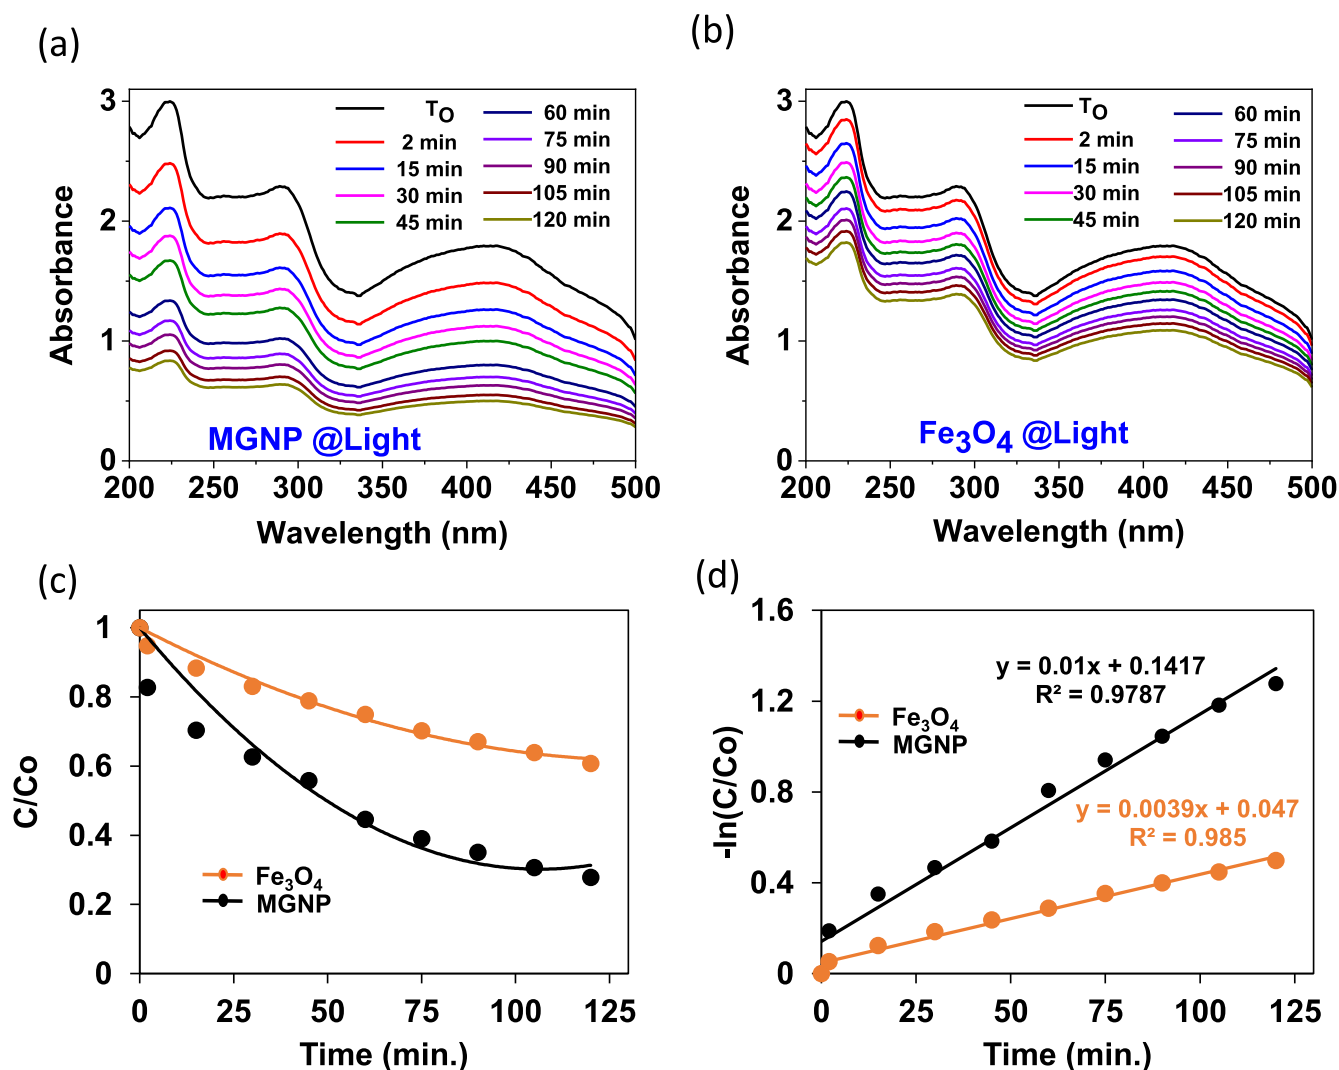 (a)
3
2
1
0
Absorbance
T_O
2 min
15 min
30 min
45 min
60 min
75 min
90 min
105 min
120 min
MGNP @Light
200 250 300 350 400 450 500
Wavelength (nm)
(b)
3
2
1
0
Absorbance
T_O
2 min
15 min
30 min
45 min
60 min
75 min
90 min
105 min
120 min
Fe₃O₄ @Light
200 250 300 350 400 450 500
Wavelength (nm)
(c)
1
0.8
0.6
0.4
0.2
0
C/Co
Fe₃O₄
MGNP
0 25 50 75 100 125
Time (min.)
(d)
1.6
1.2
0.8
0.4
0
-ln(C/Co)
y = 0.01x + 0.1417
R² = 0.9787
Fe₃O₄
MGNP
y = 0.0039x + 0.047
R² = 0.985
0 25 50 75 100 125
Time (min.)